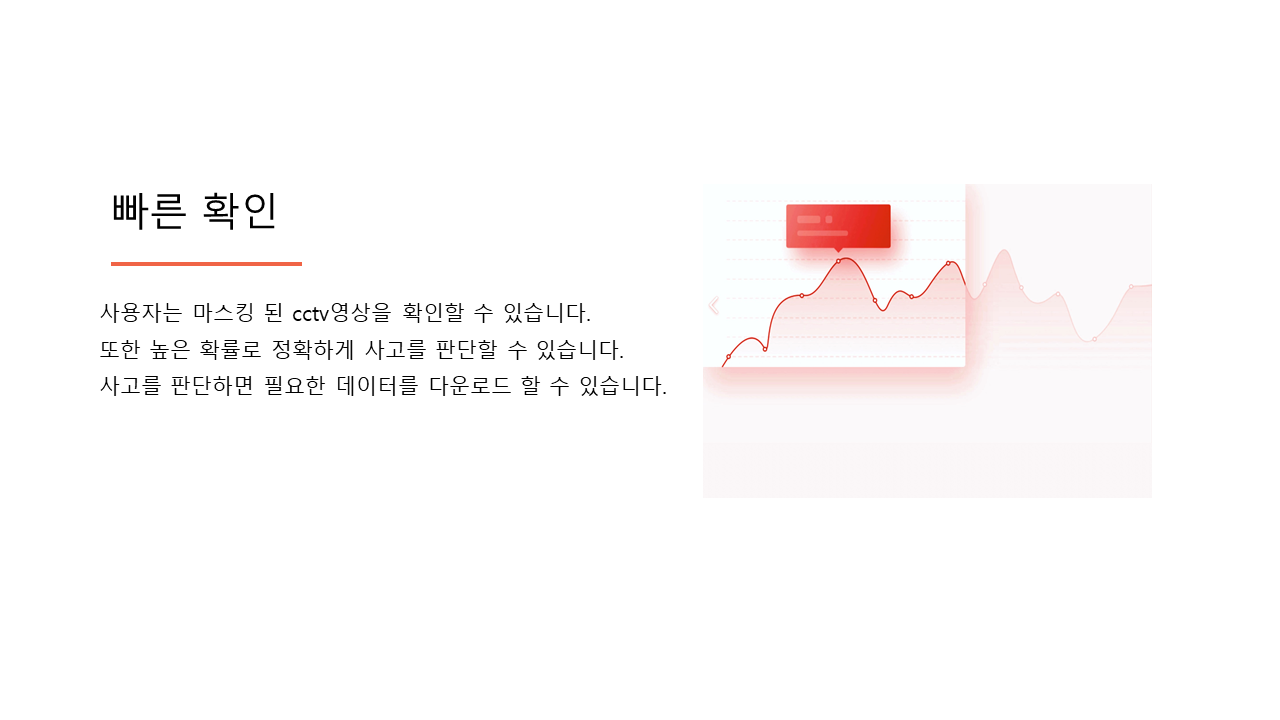 빠른 확인
사용자는 마스킹 된 cctv영상을 확인할 수 있습니다.
또한 높은 확률로 정확하게 사고를 판단할 수 있습니다.
사고를 판단하면 필요한 데이터를 다운로드 할 수 있습니다.